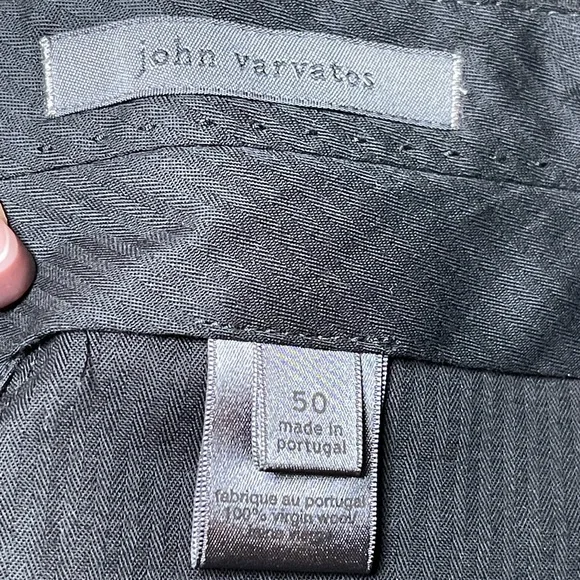 john varvatos
50
made in
portugal
fabrique au portugal
100% virgin wool